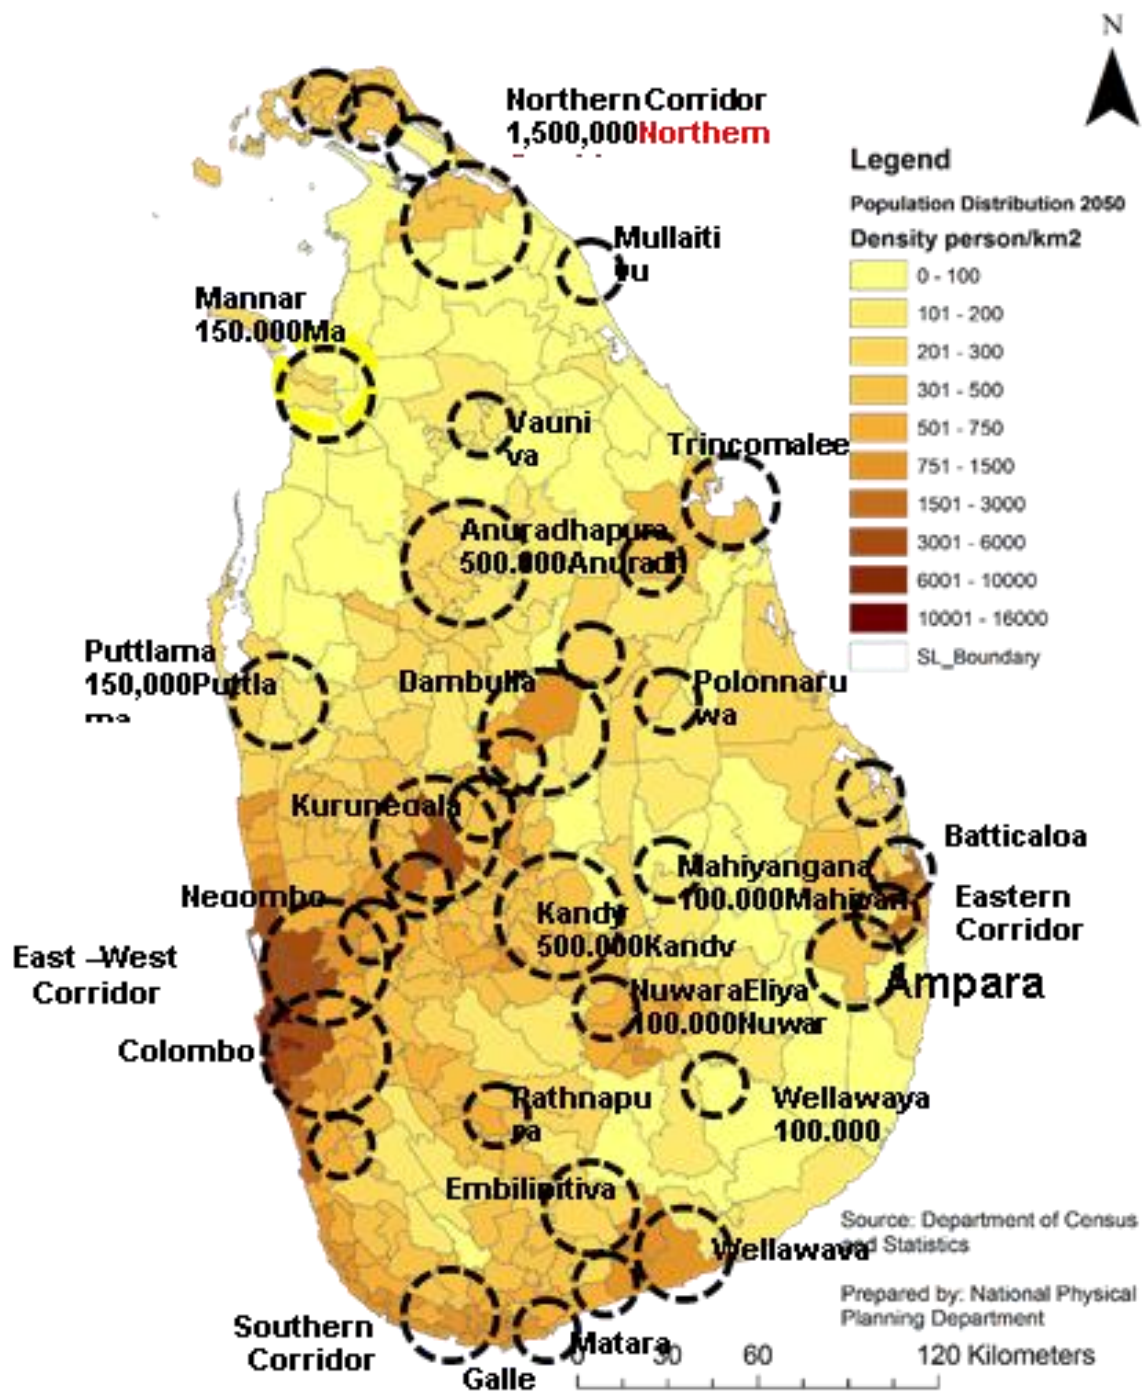 N
Northern Corridor
1,500,000Northern
Legend
Population Distribution 2050
Density person/km2
0 - 100
101 - 200
201 - 300
301 - 500
501 - 750
751 - 1500
1501 - 3000
3001 - 6000
6001 - 10000
10001 - 16000
SL_Boundary
Mullaiti
vu
Mannar
150.000Ma
Vauni
va
Trincomalee
Anuradhapura
500.000Anuradh
Puttlama
150,000Puttla
ma
Dambulla
Polonnaru
wa
Kurunegala
Batticaloa
Mahiyangana
100.000Mahiyan
Negombo
Eastern
Corridor
Kandy
500.000Kandy
East –West
Corridor
Ampara
NuwaraEliya
100.000Nuwar
Colombo
Rathnapu
ra
Wellawaya
100.000
Embilipitiya
Source: Department of Census
and Statistics
Wellawaya
Prepared by: National Physical
Planning Department
Southern
Corridor
Matara
Galle
0 30 60 120 Kilometers